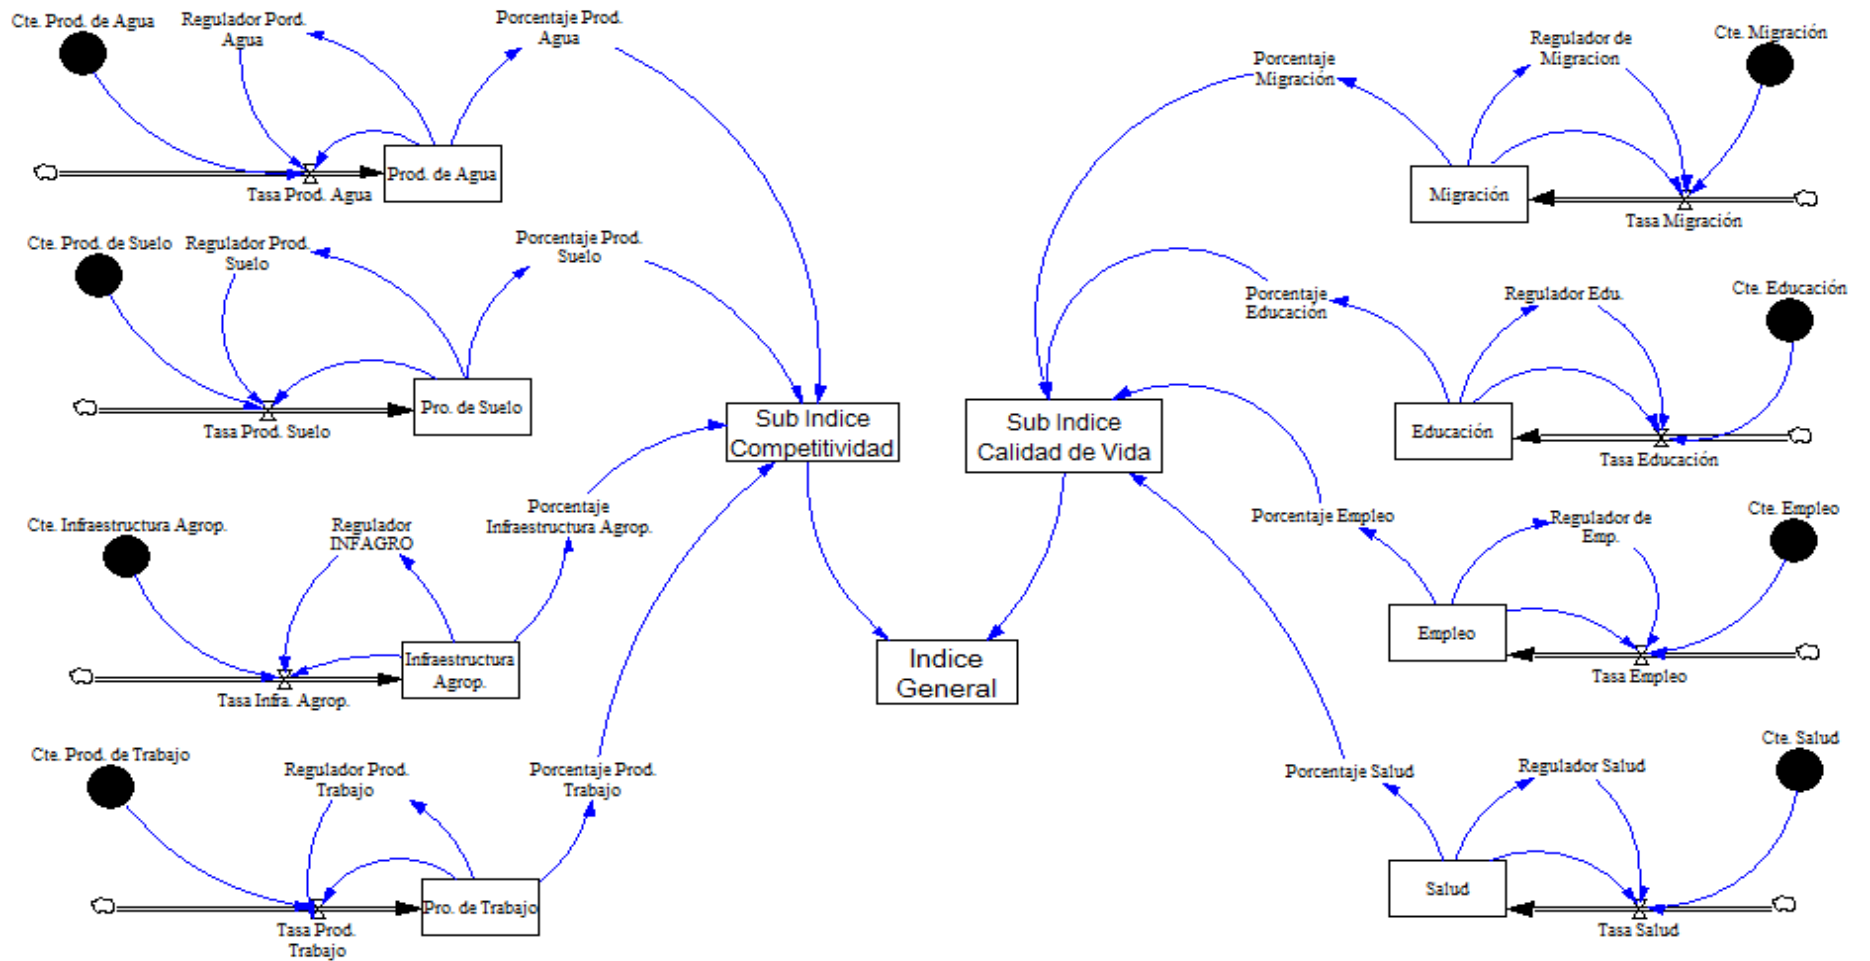 Cte. Prod. de Agua
Regulador Pord.
Agua
Porcentaje Prod.
Agua
Prod. de Agua
Tasa Prod. Agua
Cte. Prod. de Suelo
Regulador Prod.
Suelo
Porcentaje Prod.
Suelo
Pro. de Suelo
Tasa Prod. Suelo
Cte. Infraestructura Agrop.
Regulador
INFAGRO
Porcentaje
Infraestructura Agrop.
Infraestructura
Agrop.
Tasa Infra. Agrop.
Cte. Prod. de Trabajo
Regulador Prod.
Trabajo
Porcentaje Prod.
Trabajo
Pro. de Trabajo
Tasa Prod.
Trabajo
Sub Indice
Competitividad
Sub Indice
Calidad de Vida
Indice
General
Porcentaje
Migración
Regulador de
Migracion
Cte. Migración
Migración
Tasa Migración
Porcentaje
Educación
Regulador Edu.
Cte. Educación
Educación
Tasa Educación
Porcentaje Empleo
Regulador de
Emp.
Cte. Empleo
Empleo
Tasa Empleo
Porcentaje Salud
Regulador Salud
Cte. Salud
Salud
Tasa Salud